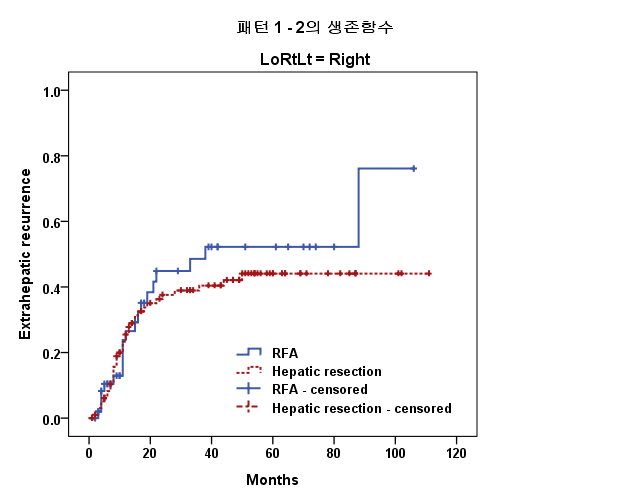 패턴 1 - 2의 생존함수
LoRtLt = Right
Extrahepatic recurrence
1.0
0.8
0.6
0.4
0.2
0.0
RFA
Hepatic resection
RFA - censored
Hepatic resection - censored
0 20 40 60 80 100 120
Months